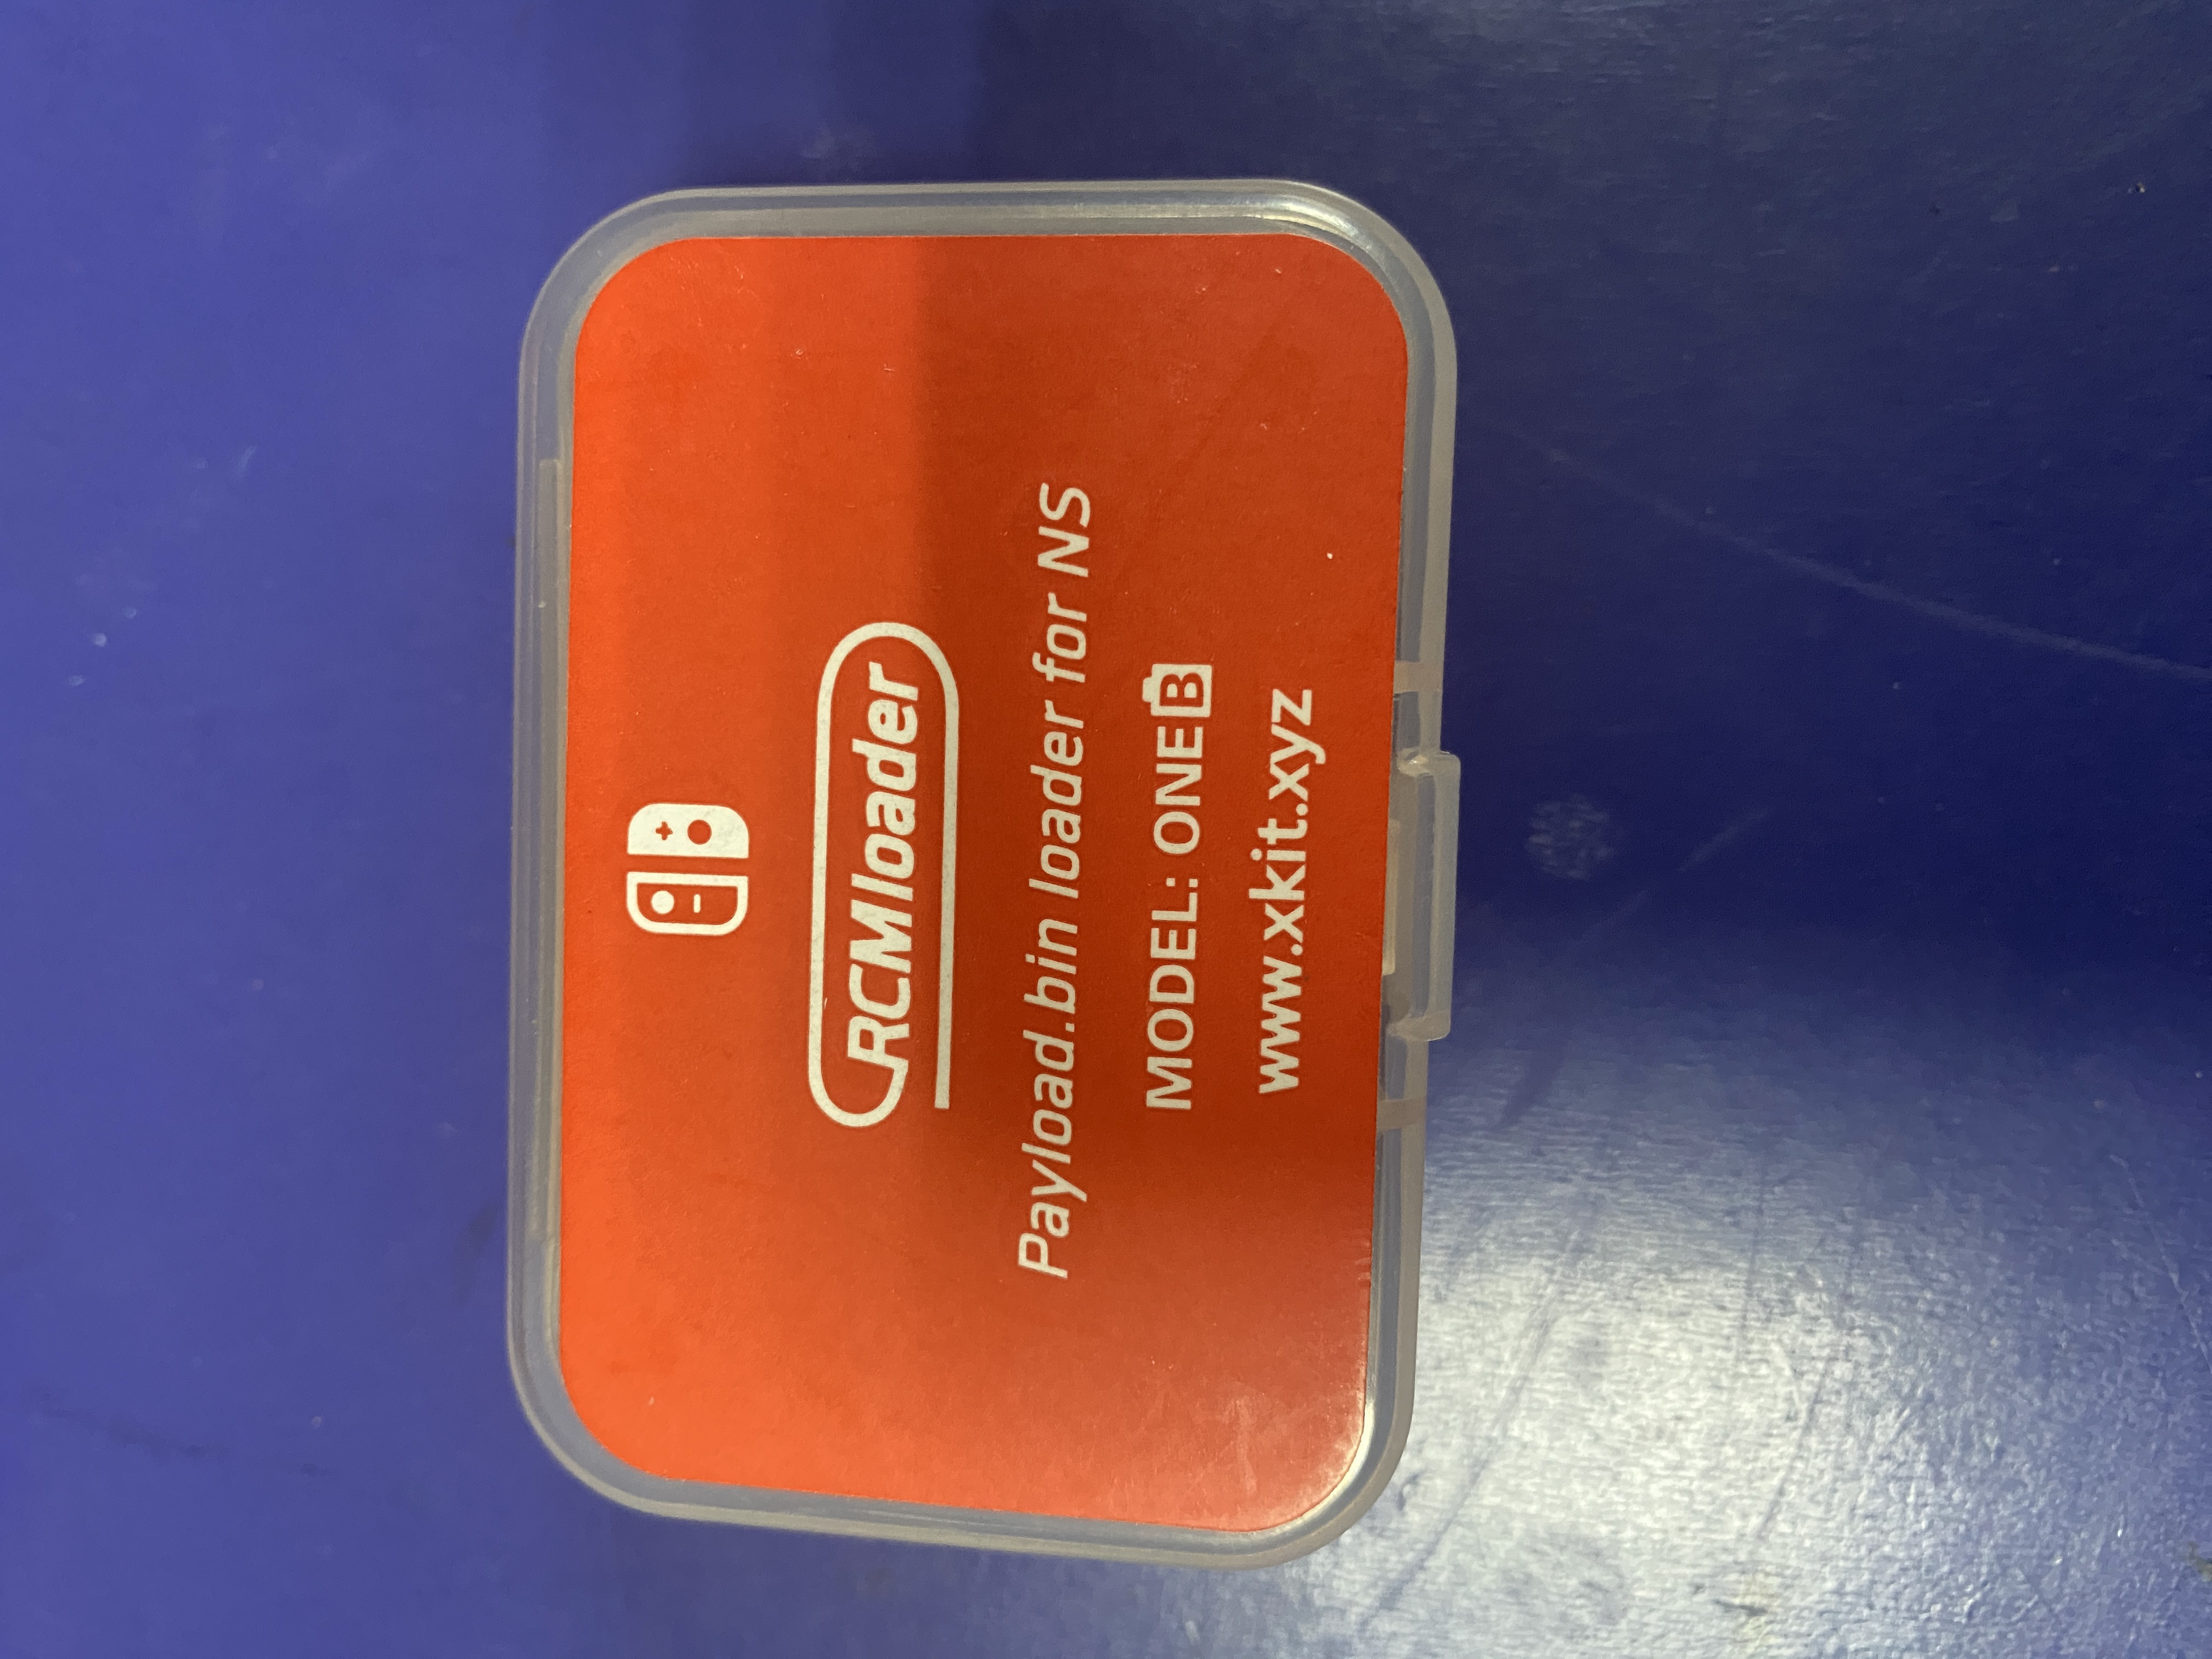 RCMloader
Payload.bin loader for NS
MODEL: ONE B
www.xkit.xyz